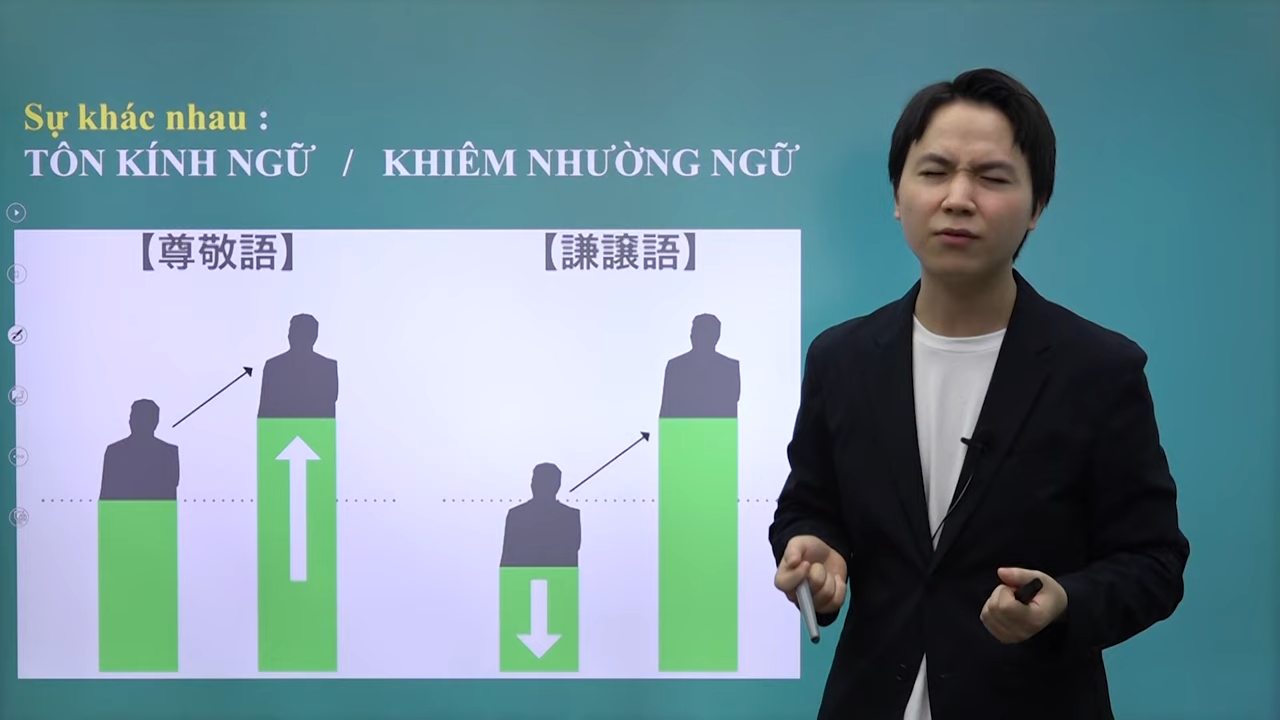 Sự khác nhau :
TÔN KÍNH NGỮ / KHIÊM NHƯỜNG NGỮ
【尊敬語】 【謙譲語】